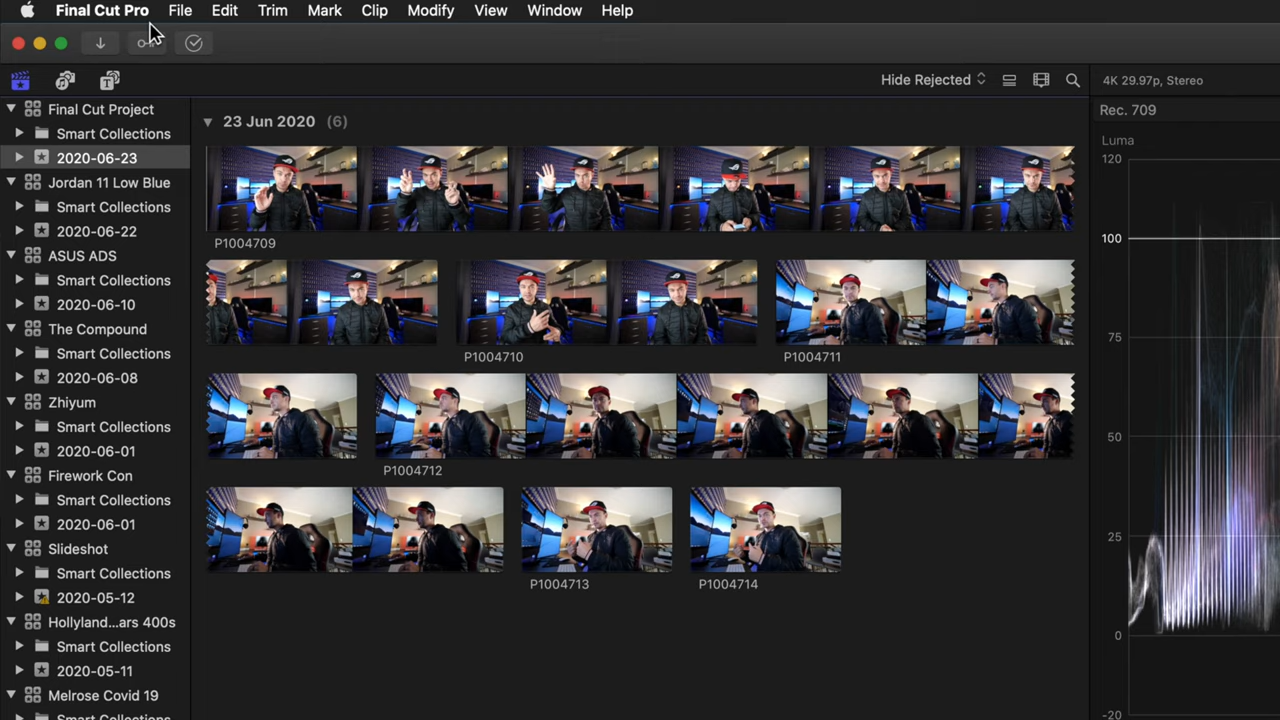 Final Cut Pro File Edit Trim Mark Clip Modify View Window Help
Hide Rejected
4K 29.97p, Stereo
Final Cut Project
Smart Collections
2020-06-23
Jordan 11 Low Blue
Smart Collections
2020-06-22
ASUS ADS
Smart Collections
2020-06-10
The Compound
Smart Collections
2020-06-08
Zhiyum
Smart Collections
2020-06-01
Firework Con
Smart Collections
2020-06-01
Slideshot
Smart Collections
2020-05-12
Hollyland...ars 400s
Smart Collections
2020-05-11
Melrose Covid 19
Smart Collections
23 Jun 2020 (6)
P1004709
P1004710
P1004711
P1004712
P1004713
P1004714
Rec. 709
Luma
120
100
75
50
25
0
-20